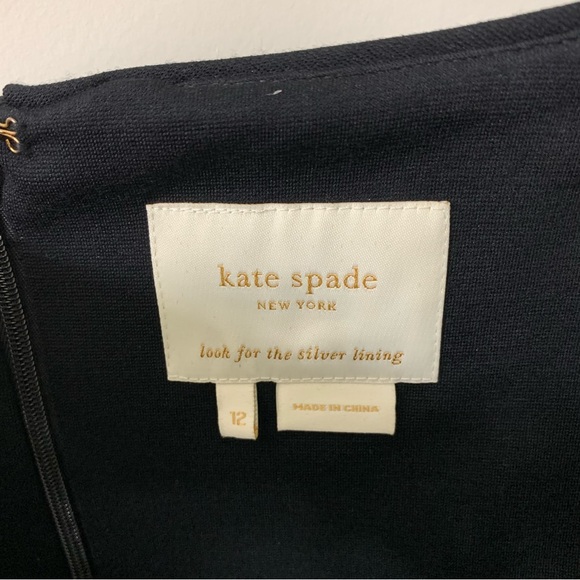 kate spade
NEW YORK
look for the silver lining
12
MADE IN CHINA